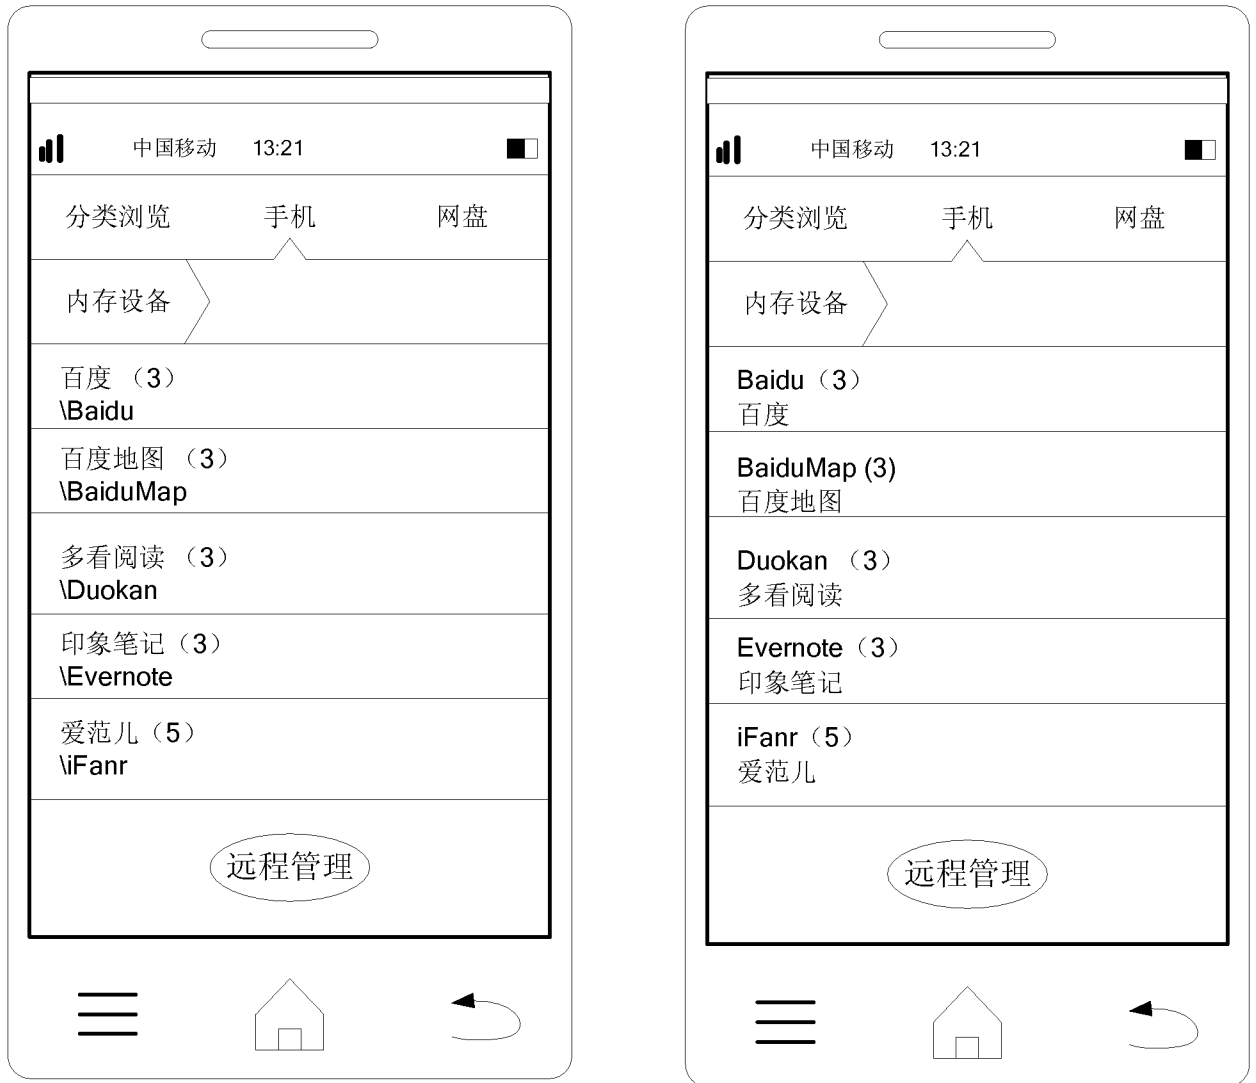 中国移动 13:21
分类浏览 手机 网盘
内存设备
百度 （3）
\Baidu
百度地图 （3）
\BaiduMap
多看阅读 （3）
\Duokan
印象笔记（3）
\Evernote
爱范儿（5）
\iFanr
远程管理
中国移动 13:21
分类浏览 手机 网盘
内存设备
Baidu（3）
百度
BaiduMap (3)
百度地图
Duokan （3）
多看阅读
Evernote（3）
印象笔记
iFanr（5）
爱范儿
远程管理